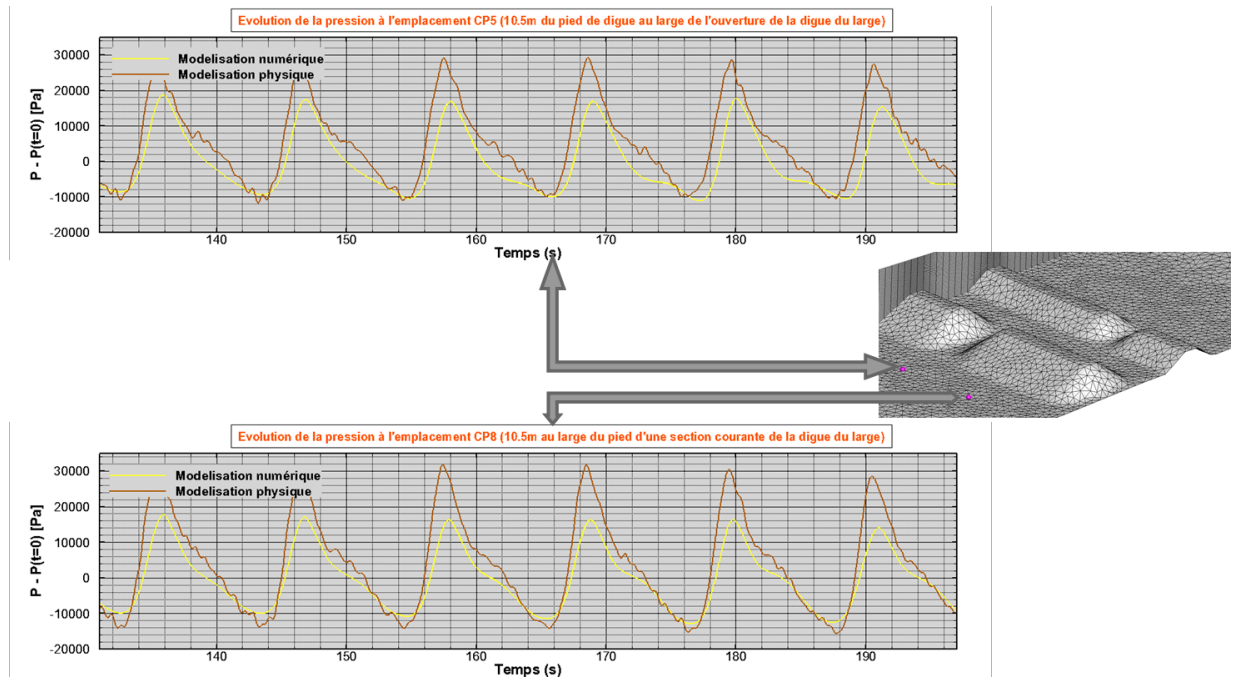 Evolution de la pression à l'emplacement CP5 (10.5m du pied de digue au large de l'ouverture de la digue du large)
30000
20000
10000
0
-10000
-20000
P - P(t=0) [Pa]
Modelisation numérique
Modelisation physique
140
150
160
170
180
190
Temps (s)
Evolution de la pression à l'emplacement CP8 (10.5m au large du pied d'une section courante de la digue du large)
30000
20000
10000
0
-10000
-20000
P - P(t=0) [Pa]
Modelisation numérique
Modelisation physique
140
150
160
170
180
190
Temps (s)